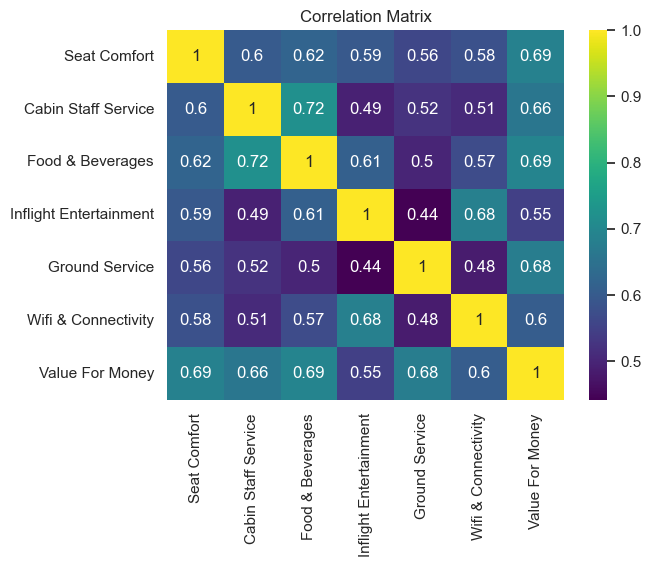 Correlation Matrix
Seat Comfort 1 0.6 0.62 0.59 0.56 0.58 0.69
Cabin Staff Service 0.6 1 0.72 0.49 0.52 0.51 0.66
Food & Beverages 0.62 0.72 1 0.61 0.5 0.57 0.69
Inflight Entertainment 0.59 0.49 0.61 1 0.44 0.68 0.55
Ground Service 0.56 0.52 0.5 0.44 1 0.48 0.68
Wifi & Connectivity 0.58 0.51 0.57 0.68 0.48 1 0.6
Value For Money 0.69 0.66 0.69 0.55 0.68 0.6 1
Seat Comfort
Cabin Staff Service
Food & Beverages
Inflight Entertainment
Ground Service
Wifi & Connectivity
Value For Money
1.0
0.9
0.8
0.7
0.6
0.5